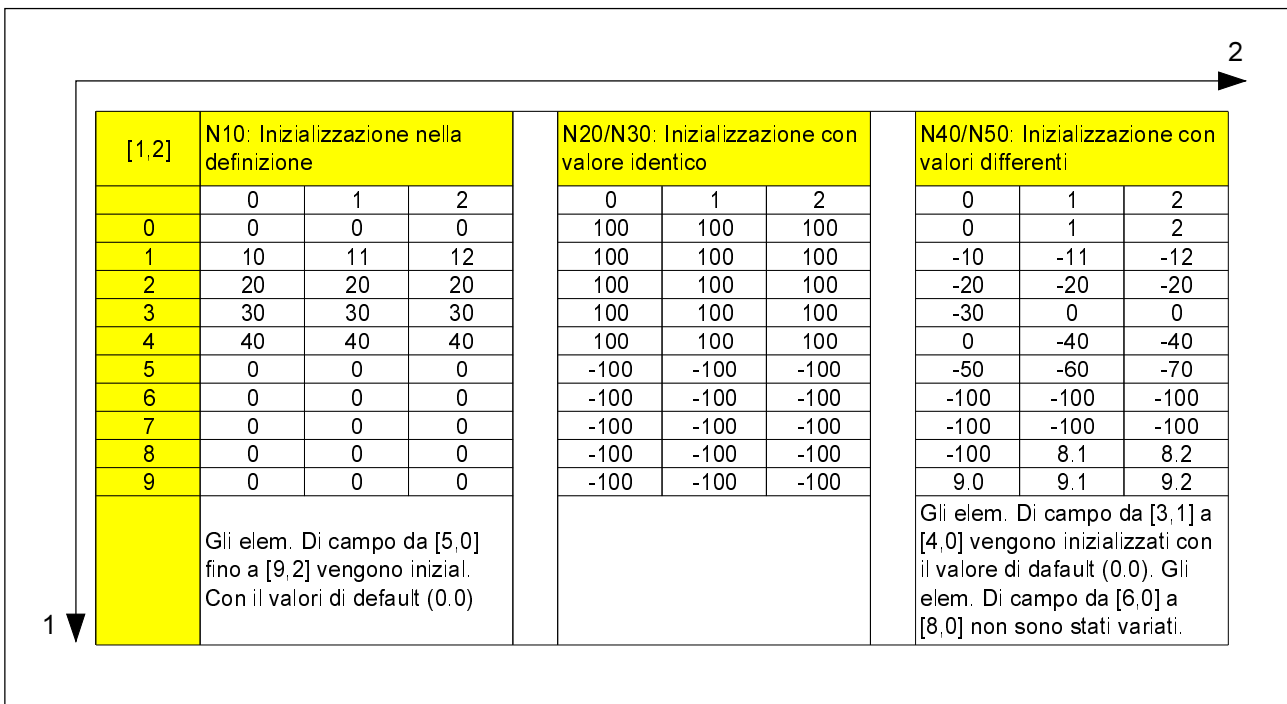 2
[1,2] N10: Inizializzazione nella definizione N20/N30: Inizializzazione con valore identico N40/N50: Inizializzazione con valori differenti
0 1 2 0 1 2 0 1 2
0 0 0 0 100 100 100 0 1 2
1 10 11 12 100 100 100 -10 -11 -12
2 20 20 20 100 100 100 -20 -20 -20
3 30 30 30 100 100 100 -30 0 0
4 40 40 40 100 100 100 0 -40 -40
5 0 0 0 -100 -100 -100 -50 -60 -70
6 0 0 0 -100 -100 -100 -100 -100 -100
7 0 0 0 -100 -100 -100 -100 -100 -100
8 0 0 0 -100 -100 -100 -100 8.1 8.2
9 0 0 0 -100 -100 -100 9.0 9.1 9.2
Gli elem. Di campo da [5,0]
fino a [9,2] vengono inizial.
Con il valori di default (0.0)
Gli elem. Di campo da [3,1] a
[4,0] vengono inizializzati con
il valore di dafault (0.0). Gli
elem. Di campo da [6,0] a
[8,0] non sono stati variati.
1